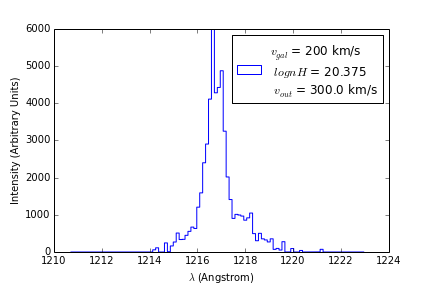 6000
5000
4000
3000
2000
1000
0
Intensity (Arbitrary Units)
v_gal = 200 km/s
lognH = 20.375
v_out = 300.0 km/s
1210 1212 1214 1216 1218 1220 1222 1224
λ (Angstrom)